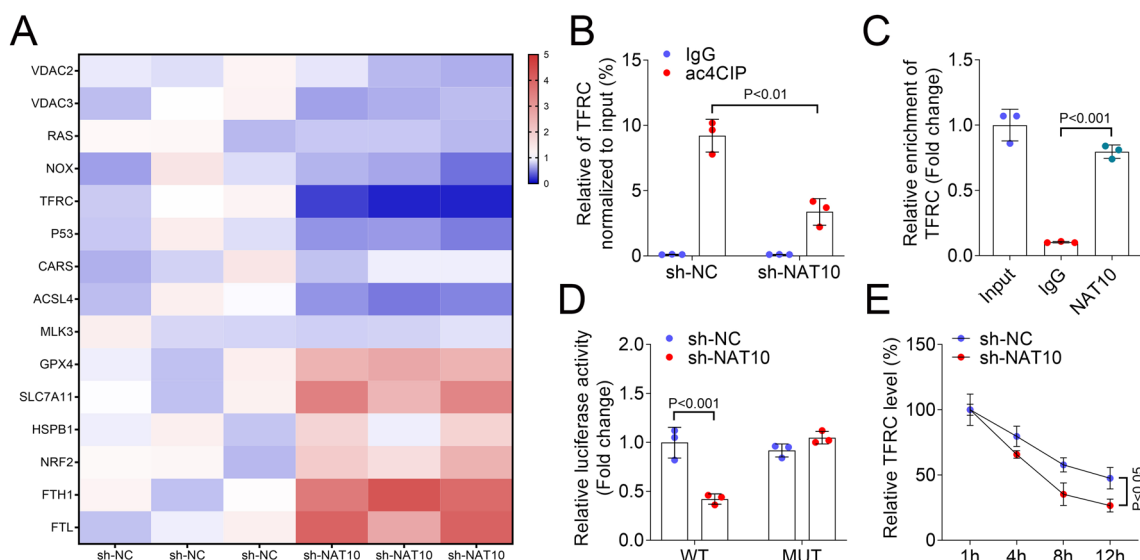 A
VDAC2
VDAC3
RAS
NOX
TFRC
P53
CARS
ACSL4
MLK3
GPX4
SLC7A11
HSPB1
NRF2
FTH1
FTL
sh-NC sh-NC sh-NC sh-NAT10 sh-NAT10 sh-NAT10
5
4
3
2
1
0
B
IgG
ac4CIP
P<0.01
Relative of TFRC
normalized to input (%)
15
10
5
0
sh-NC sh-NAT10
C
Relative enrichment of
TFRC (Fold change)
1.5
1.0
0.5
0.0
P<0.001
Input IgG NAT10
D
sh-NC
sh-NAT10
Relative luciferase activity
(Fold change)
2.0
1.5
1.0
0.5
0.0
P<0.001
WT MUT
E
sh-NC
sh-NAT10
Relative TFRC level (%)
150
100
50
0
P<0.05
1h 4h 8h 12h